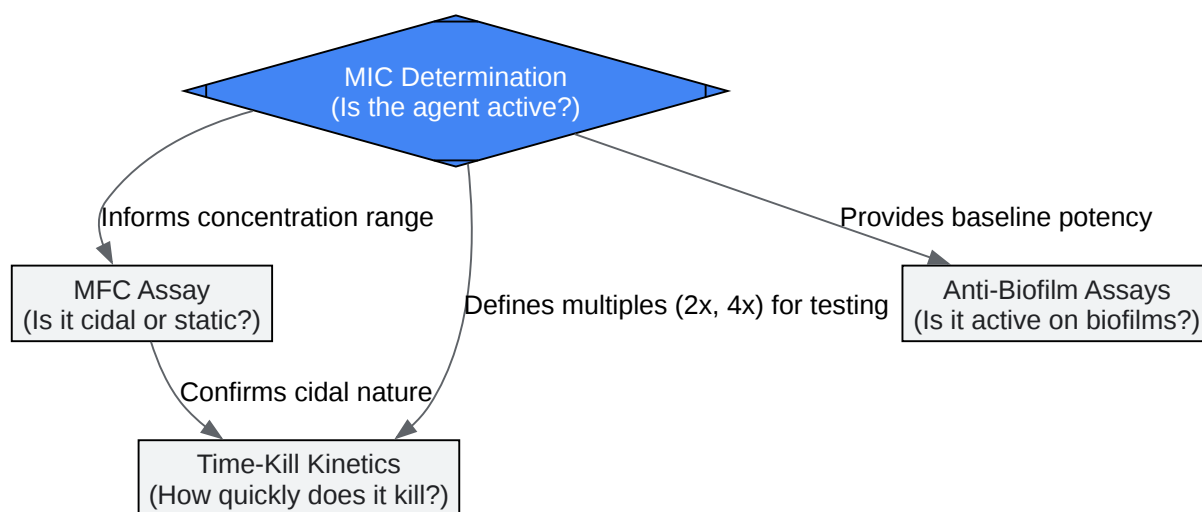 MIC Determination
(Is the agent active?)
Informs concentration range
Provides baseline potency
MFC Assay
(Is it cidal or static?)
Defines multiples (2x, 4x) for testing
Anti-Biofilm Assays
(Is it active on biofilms?)
Confirms cidal nature
Time-Kill Kinetics
(How quickly does it kill?)